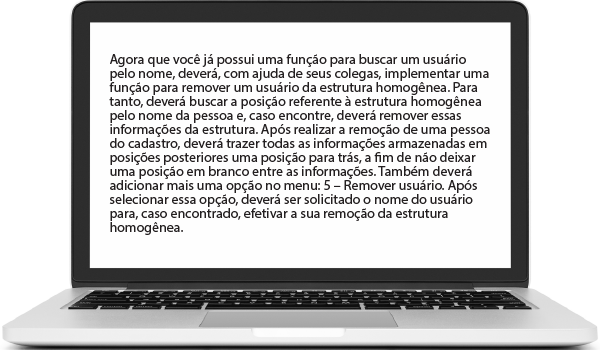 Agora que você já possui uma função para buscar um usuário
pelo nome, deverá, com ajuda de seus colegas, implementar uma
função para remover um usuário da estrutura homogênea. Para
tanto, deverá buscar a posição referente à estrutura homogênea
pelo nome da pessoa e, caso encontre, deverá remover essas
informações da estrutura. Após realizar a remoção de uma pessoa
do cadastro, deverá trazer todas as informações armazenadas em
posições posteriores uma posição para trás, a fim de não deixar
uma posição em branco entre as informações. Também deverá
adicionar mais uma opção no menu: 5 – Remover usuário. Após
selecionar essa opção, deverá ser solicitado o nome do usuário
para, caso encontrado, efetivar a sua remoção da estrutura
homogênea.